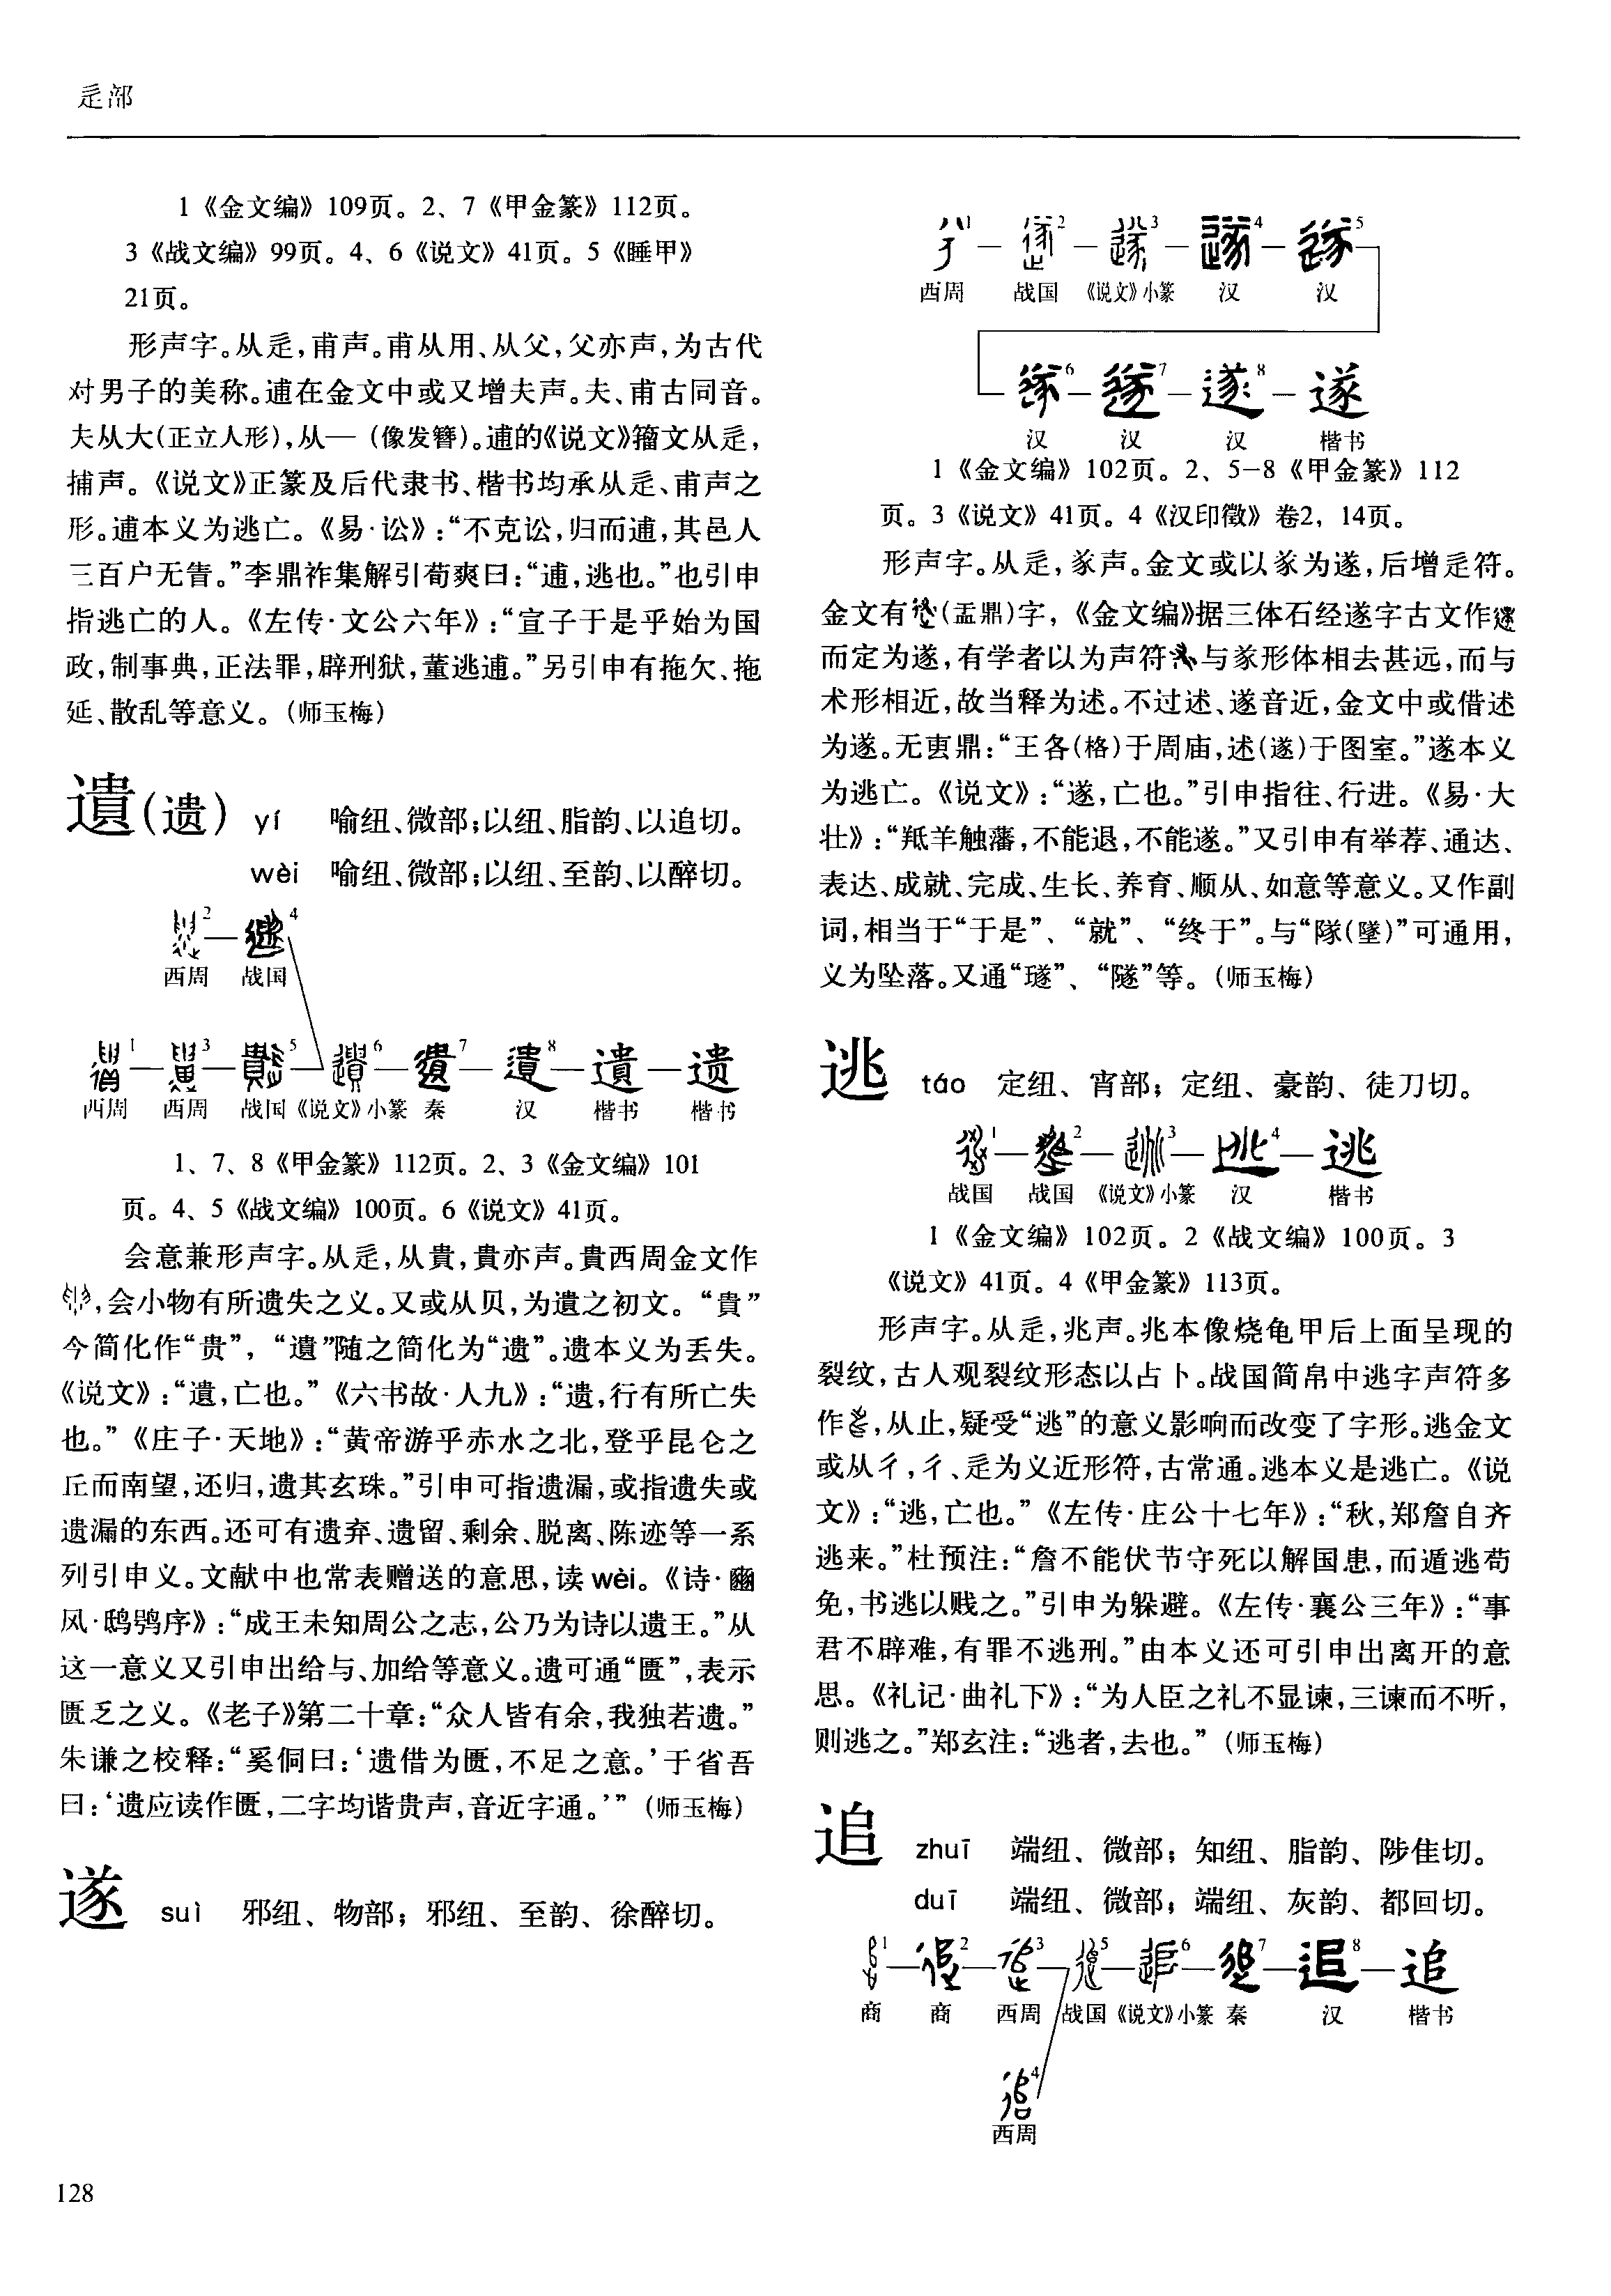 辵部
1《金文编》109页。2、7《甲金篆》112页。
3《战文编》99页。4、6《说文》41页。5《睡甲》
21页。
形声字。从辵,甫声。甫从用、从父,父亦声,为古代
对男子的美称。逋在金文中或又增夫声。夫、甫古同音。
夫从大(正立人形),从一(像发簪)。逋的《说文》籀文从辵,
捕声。《说文》正篆及后代隶书、楷书均承从辵、甫声之
形。逋本义为逃亡。《易·讼》:“不克讼,归而逋,其邑人
三百户无眚。”李鼎祚集解引荀爽曰:“逋,逃也。”也引申
指逃亡的人。《左传·文公六年》:“宣子于是乎始为国
政,制事典,正法罪,辟刑狱,董逃逋。”另引申有拖欠、拖
延、散乱等意义。(师玉梅)
遺(遗) yí 喻纽、微部;以纽、脂韵、以追切。
wèi 喻纽、微部;以纽、至韵、以醉切。
2 4
西周 战国
1 3 5 6 遺7 遺8 遺 遗
西周 西周 战国《说文》小篆 秦 汉 楷书 楷书
1、7、8《甲金篆》112页。2、3《金文编》101
页。4、5《战文编》100页。6《说文》41页。
会意兼形声字。从辵,从貴,貴亦声。貴西周金文作
,会小物有所遗失之义。又或从贝,为遺之初文。“貴”
今简化作“贵”,“遺”随之简化为“遗”。遗本义为丢失。
《说文》:“遺,亡也。”《六书故·人九》:“遗,行有所亡失
也。”《庄子·天地》:“黄帝游乎赤水之北,登乎昆仑之
丘而南望,还归,遗其玄珠。”引申可指遗漏,或指遗失或
遗漏的东西。还可有遗弃、遗留、剩余、脱离、陈迹等一系
列引申义。文献中也常表赠送的意思,读wèi。《诗·豳
风·鸱鸮序》:“成王未知周公之志,公乃为诗以遗王。”从
这一意义又引申出给与、加给等意义。遗可通“匮”,表示
匮乏之义。《老子》第二十章:“众人皆有余,我独若遗。”
朱谦之校释:“奚侗曰:‘遗借为匮,不足之意。’于省吾
曰:‘遗应读作匮,二字均谐贵声,音近字通。’”(师玉梅)
遂 suì 邪纽、物部;邪纽、至韵、徐醉切。
1 2 3 4 5
西周 战国 《说文》小篆 汉 汉
6 7 遂8 遂
汉 汉 汉 楷书
1《金文编》102页。2、5-8《甲金篆》112
页。3《说文》41页。4《汉印徵》卷2,14页。
形声字。从辵,㒸声。金文或以㒸为遂,后增辵符。
金文有(盂鼎)字,《金文编》据三体石经遂字古文作
而定为遂,有学者以为声符与㒸形体相去甚远,而与
术形相近,故当释为述。不过述、遂音近,金文中或借述
为遂。无叀鼎:“王各(格)于周庙,述(遂)于图室。”遂本义
为逃亡。《说文》:“遂,亡也。”引申指往、行进。《易·大
壮》:“羝羊触藩,不能退,不能遂。”又引申有举荐、通达、
表达、成就、完成、生长、养育、顺从、如意等意义。又作副
词,相当于“于是”、“就”、“终于”。与“隊(墜)”可通用,
义为坠落。又通“璲”、“隧”等。(师玉梅)
逃 táo 定纽、宵部;定纽、豪韵、徒刀切。
1 2 3 逃4 逃
战国 战国 《说文》小篆 汉 楷书
1《金文编》102页。2《战文编》100页。3
《说文》41页。4《甲金篆》113页。
形声字。从辵,兆声。兆本像烧龟甲后上面呈现的
裂纹,古人观裂纹形态以占卜。战国简帛中逃字声符多
作,从止,疑受“逃”的意义影响而改变了字形。逃金文
或从彳,彳、辵为义近形符,古常通。逃本义是逃亡。《说
文》:“逃,亡也。”《左传·庄公十七年》:“秋,郑詹自齐
逃来。”杜预注:“詹不能伏节守死以解国患,而遁逃苟
免,书逃以贱之。”引申为躲避。《左传·襄公三年》:“事
君不辟难,有罪不逃刑。”由本义还可引申出离开的意
思。《礼记·曲礼下》:“为人臣之礼不显谏,三谏而不听,
则逃之。”郑玄注:“逃者,去也。”(师玉梅)
追 zhuī 端纽、微部;知纽、脂韵、陟隹切。
duī 端纽、微部;端纽、灰韵、都回切。
1 2 3 5 6 7 追8 追
商 商 西周 战国《说文》小篆 秦 汉 楷书
4
西周
128